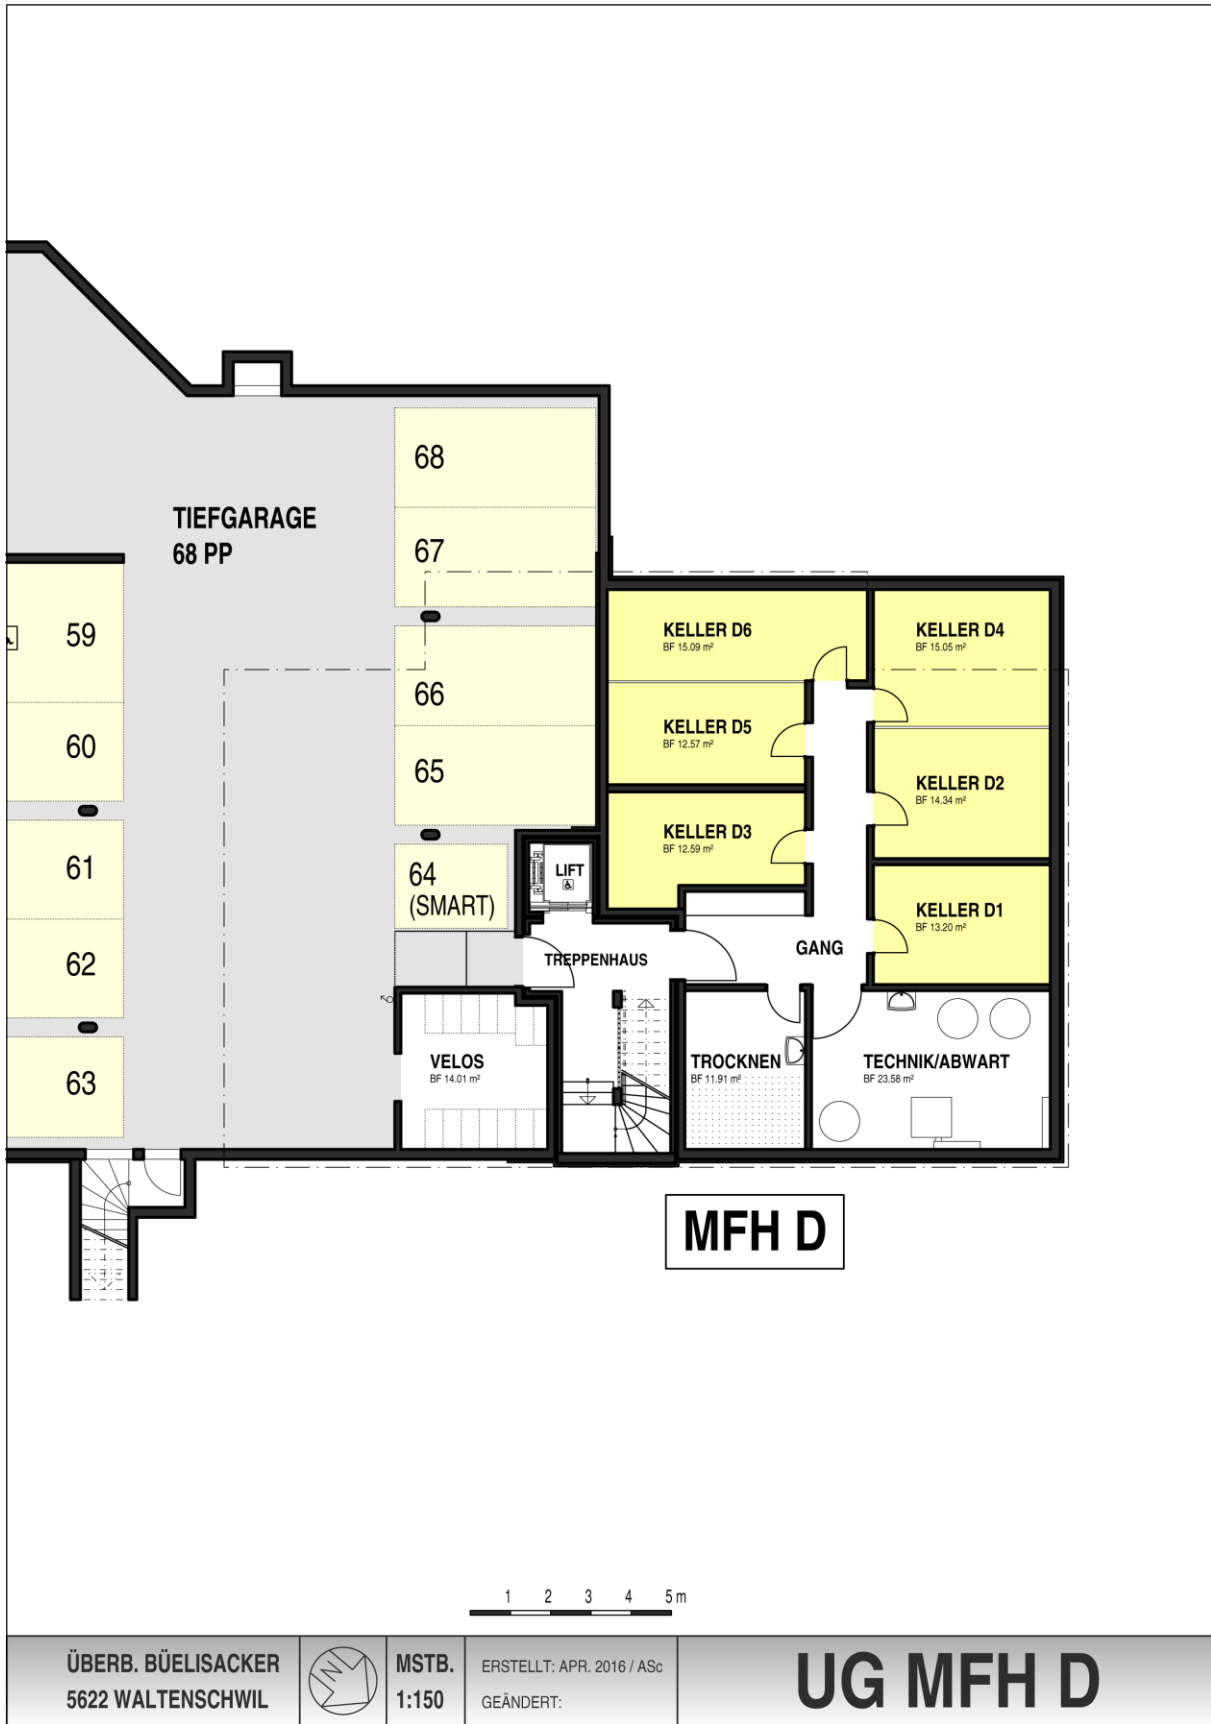 68
TIEFGARAGE
68 PP
67
59
KELLER D6
BF 15.09 m²
KELLER D4
BF 15.05 m²
66
60
KELLER D5
BF 12.57 m²
65
KELLER D2
BF 14.34 m²
KELLER D3
BF 12.59 m²
61
64
(SMART)
LIFT
KELLER D1
BF 13.20 m²
62
TREPPENHAUS
GANG
63
VELOS
BF 14.01 m²
TROCKNEN
BF 11.91 m²
TECHNIK/ABWART
BF 23.58 m²
MFH D
1 2 3 4 5 m
ÜBERB. BÜELISACKER
5622 WALTENSCHWIL
N
MSTB.
1:150
ERSTELLT: APR. 2016 / ASc
GEÄNDERT:
UG MFH D